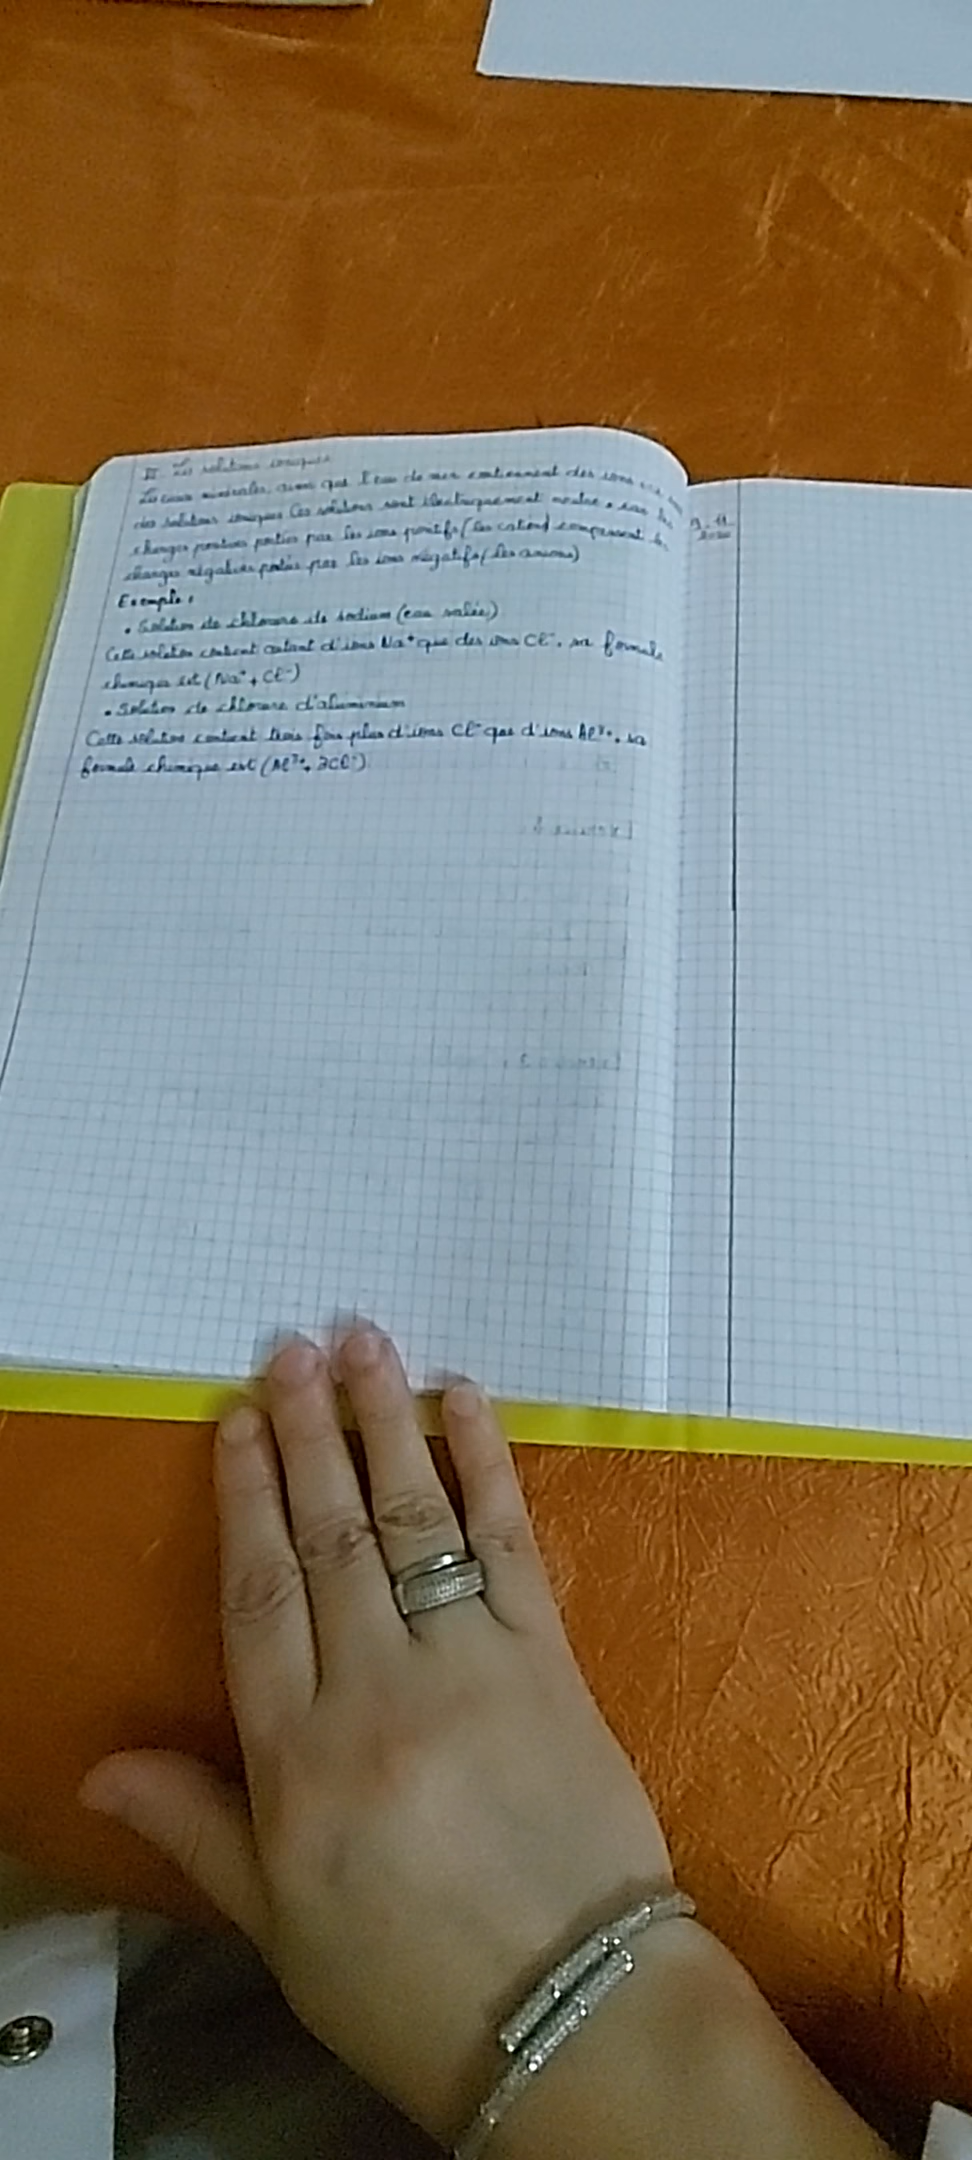 II. Les solutions ioniques
Les eaux minérales, ainsi que l'eau de mer contiennent des ions
des solutions ioniques Ces solutions sont électriquement neutre, car les
charges positives portées par les ions positifs (les cations) compensent les
charges négatives portées par les ions négatifs (les anions)
Exemple :
• Solution de chlorure de sodium (eau salée)
Cette solution contient autant d'ions Na⁺ que des ions Cl⁻, sa formule
chimique est (Na⁺ + Cl⁻)
• Solution de chlorure d'aluminium
Cette solution contient trois fois plus d'ions Cl⁻ que d'ions Al³⁺, sa
formule chimique est (Al³⁺ + 3Cl⁻)